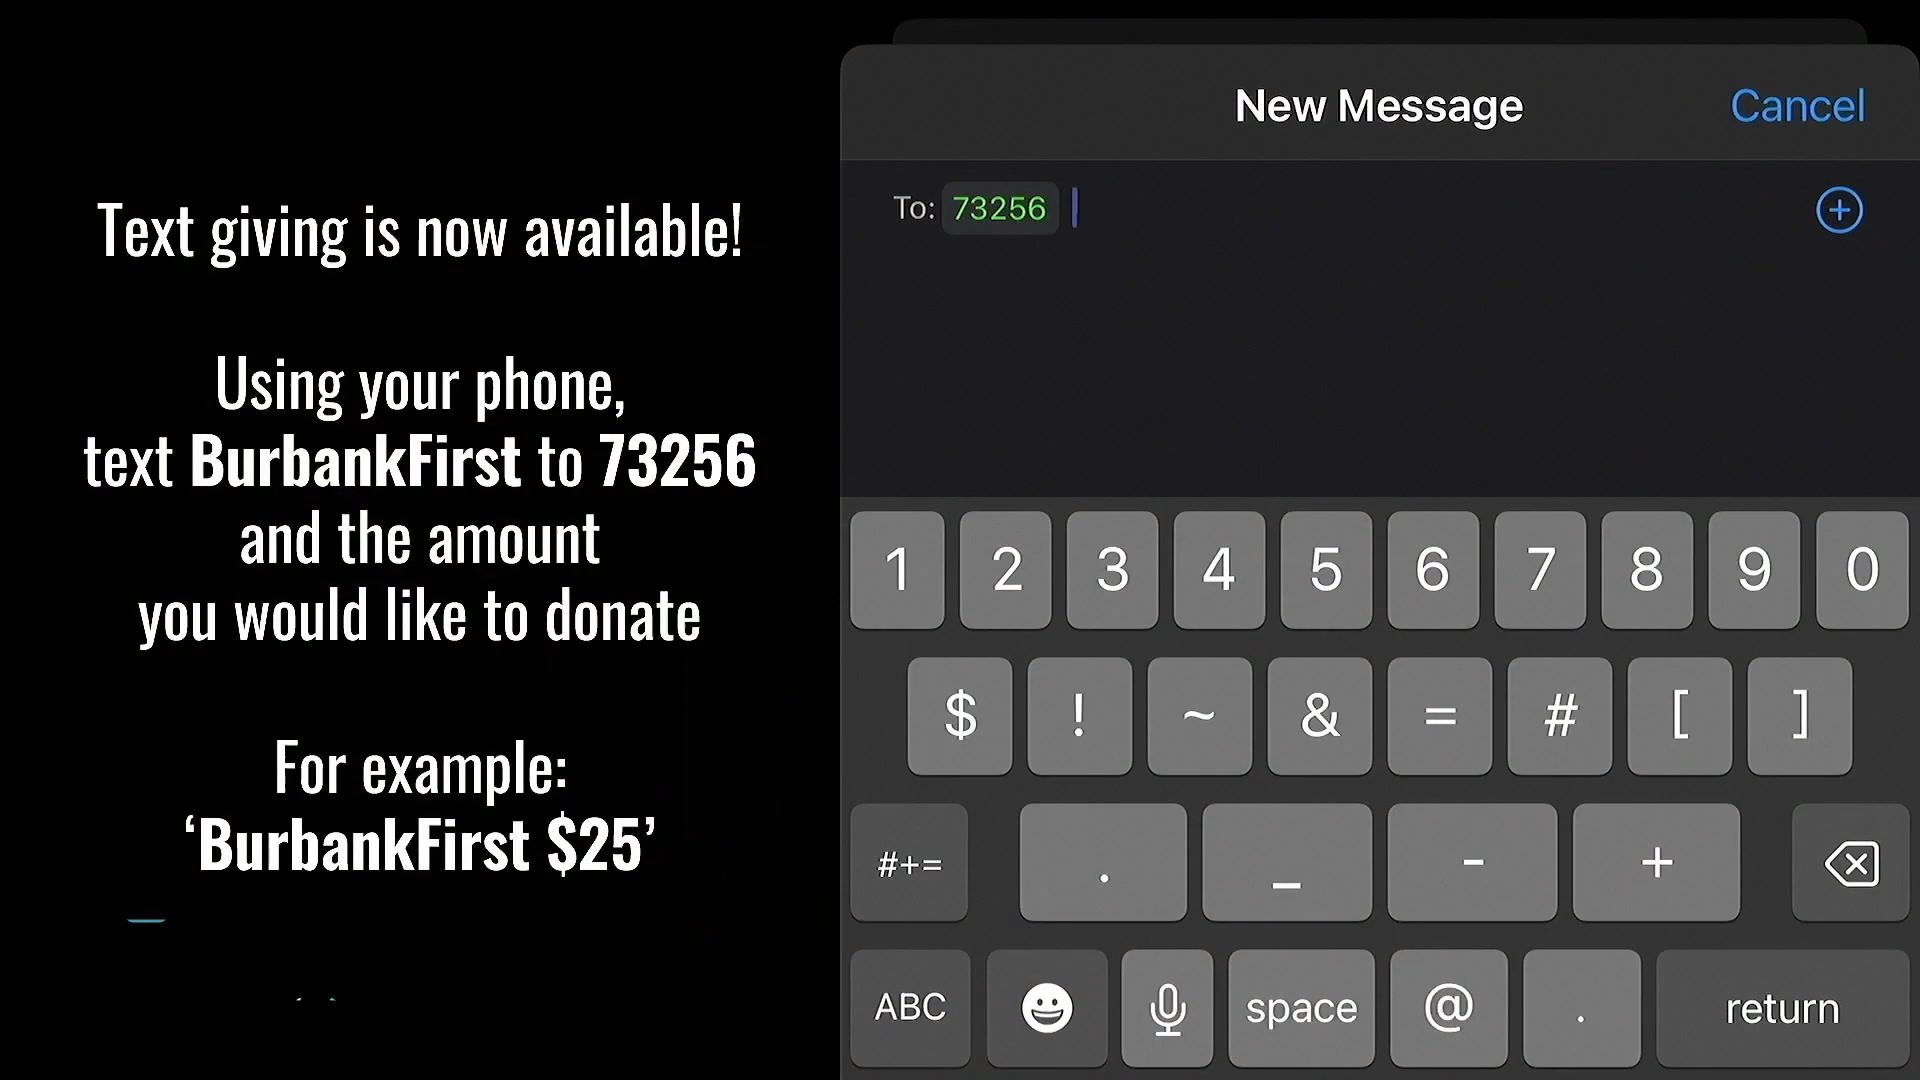 Text giving is now available!
Using your phone,
text BurbankFirst to 73256
and the amount
you would like to donate
For example:
‘BurbankFirst $25’
New Message
Cancel
To: 73256
1 2 3 4 5 6 7 8 9 0
$ ! ~ & = # [ ]
#+= . _ - +
ABC space @ . return